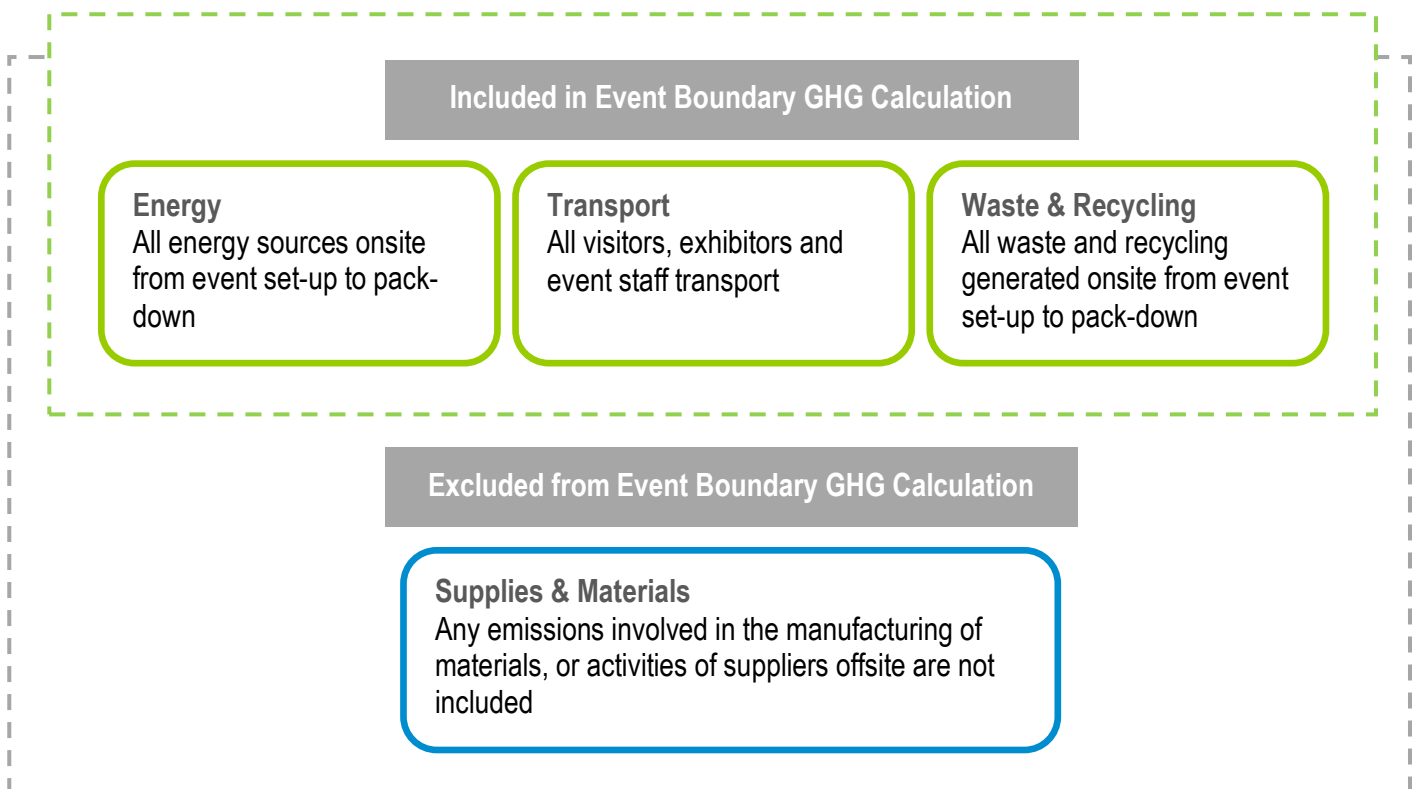 Included in Event Boundary GHG Calculation
Energy
All energy sources onsite
from event set-up to pack-
down
Transport
All visitors, exhibitors and
event staff transport
Waste & Recycling
All waste and recycling
generated onsite from event
set-up to pack-down
Excluded from Event Boundary GHG Calculation
Supplies & Materials
Any emissions involved in the manufacturing of
materials, or activities of suppliers offsite are not
included